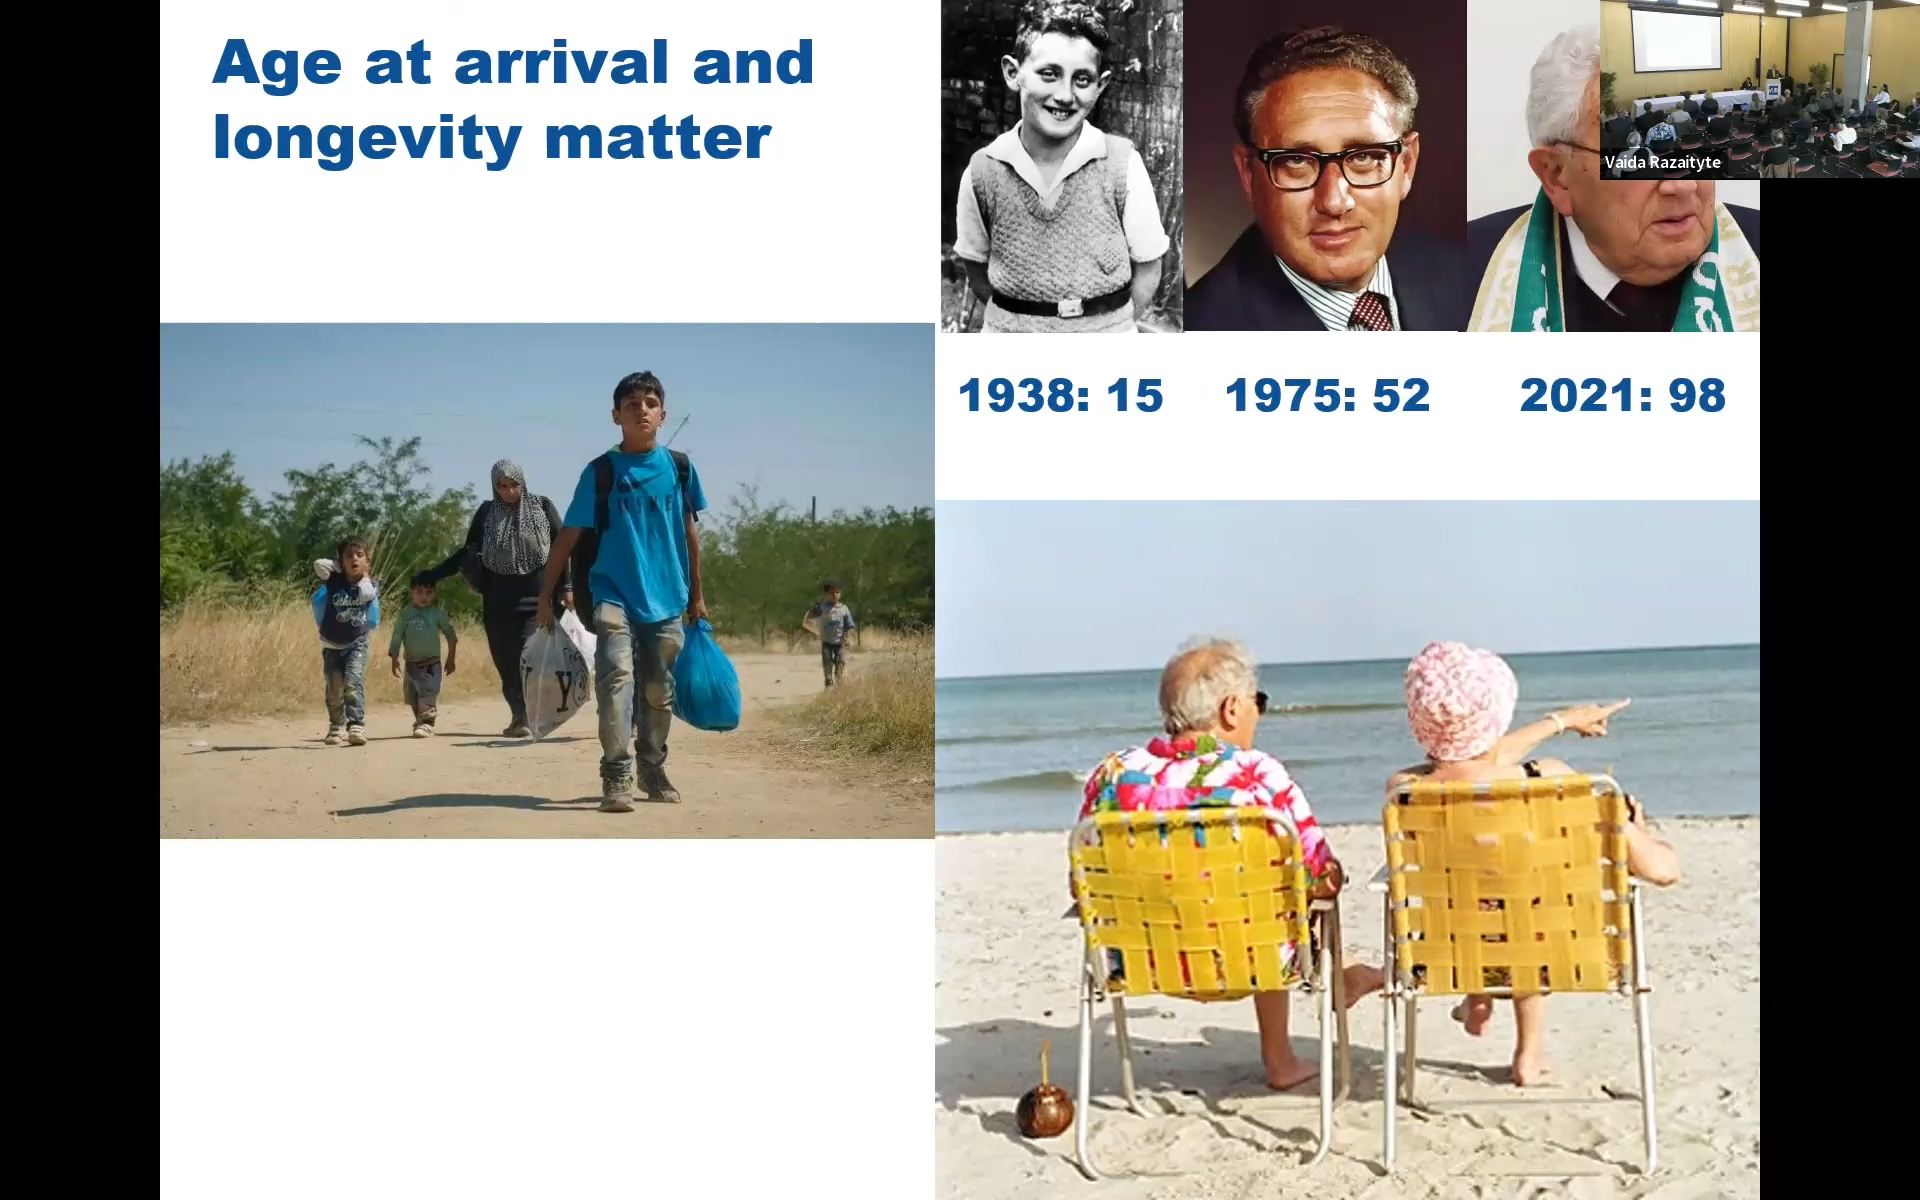 Age at arrival and
longevity matter
Vaida Razaityte
1938: 15
1975: 52
2021: 98